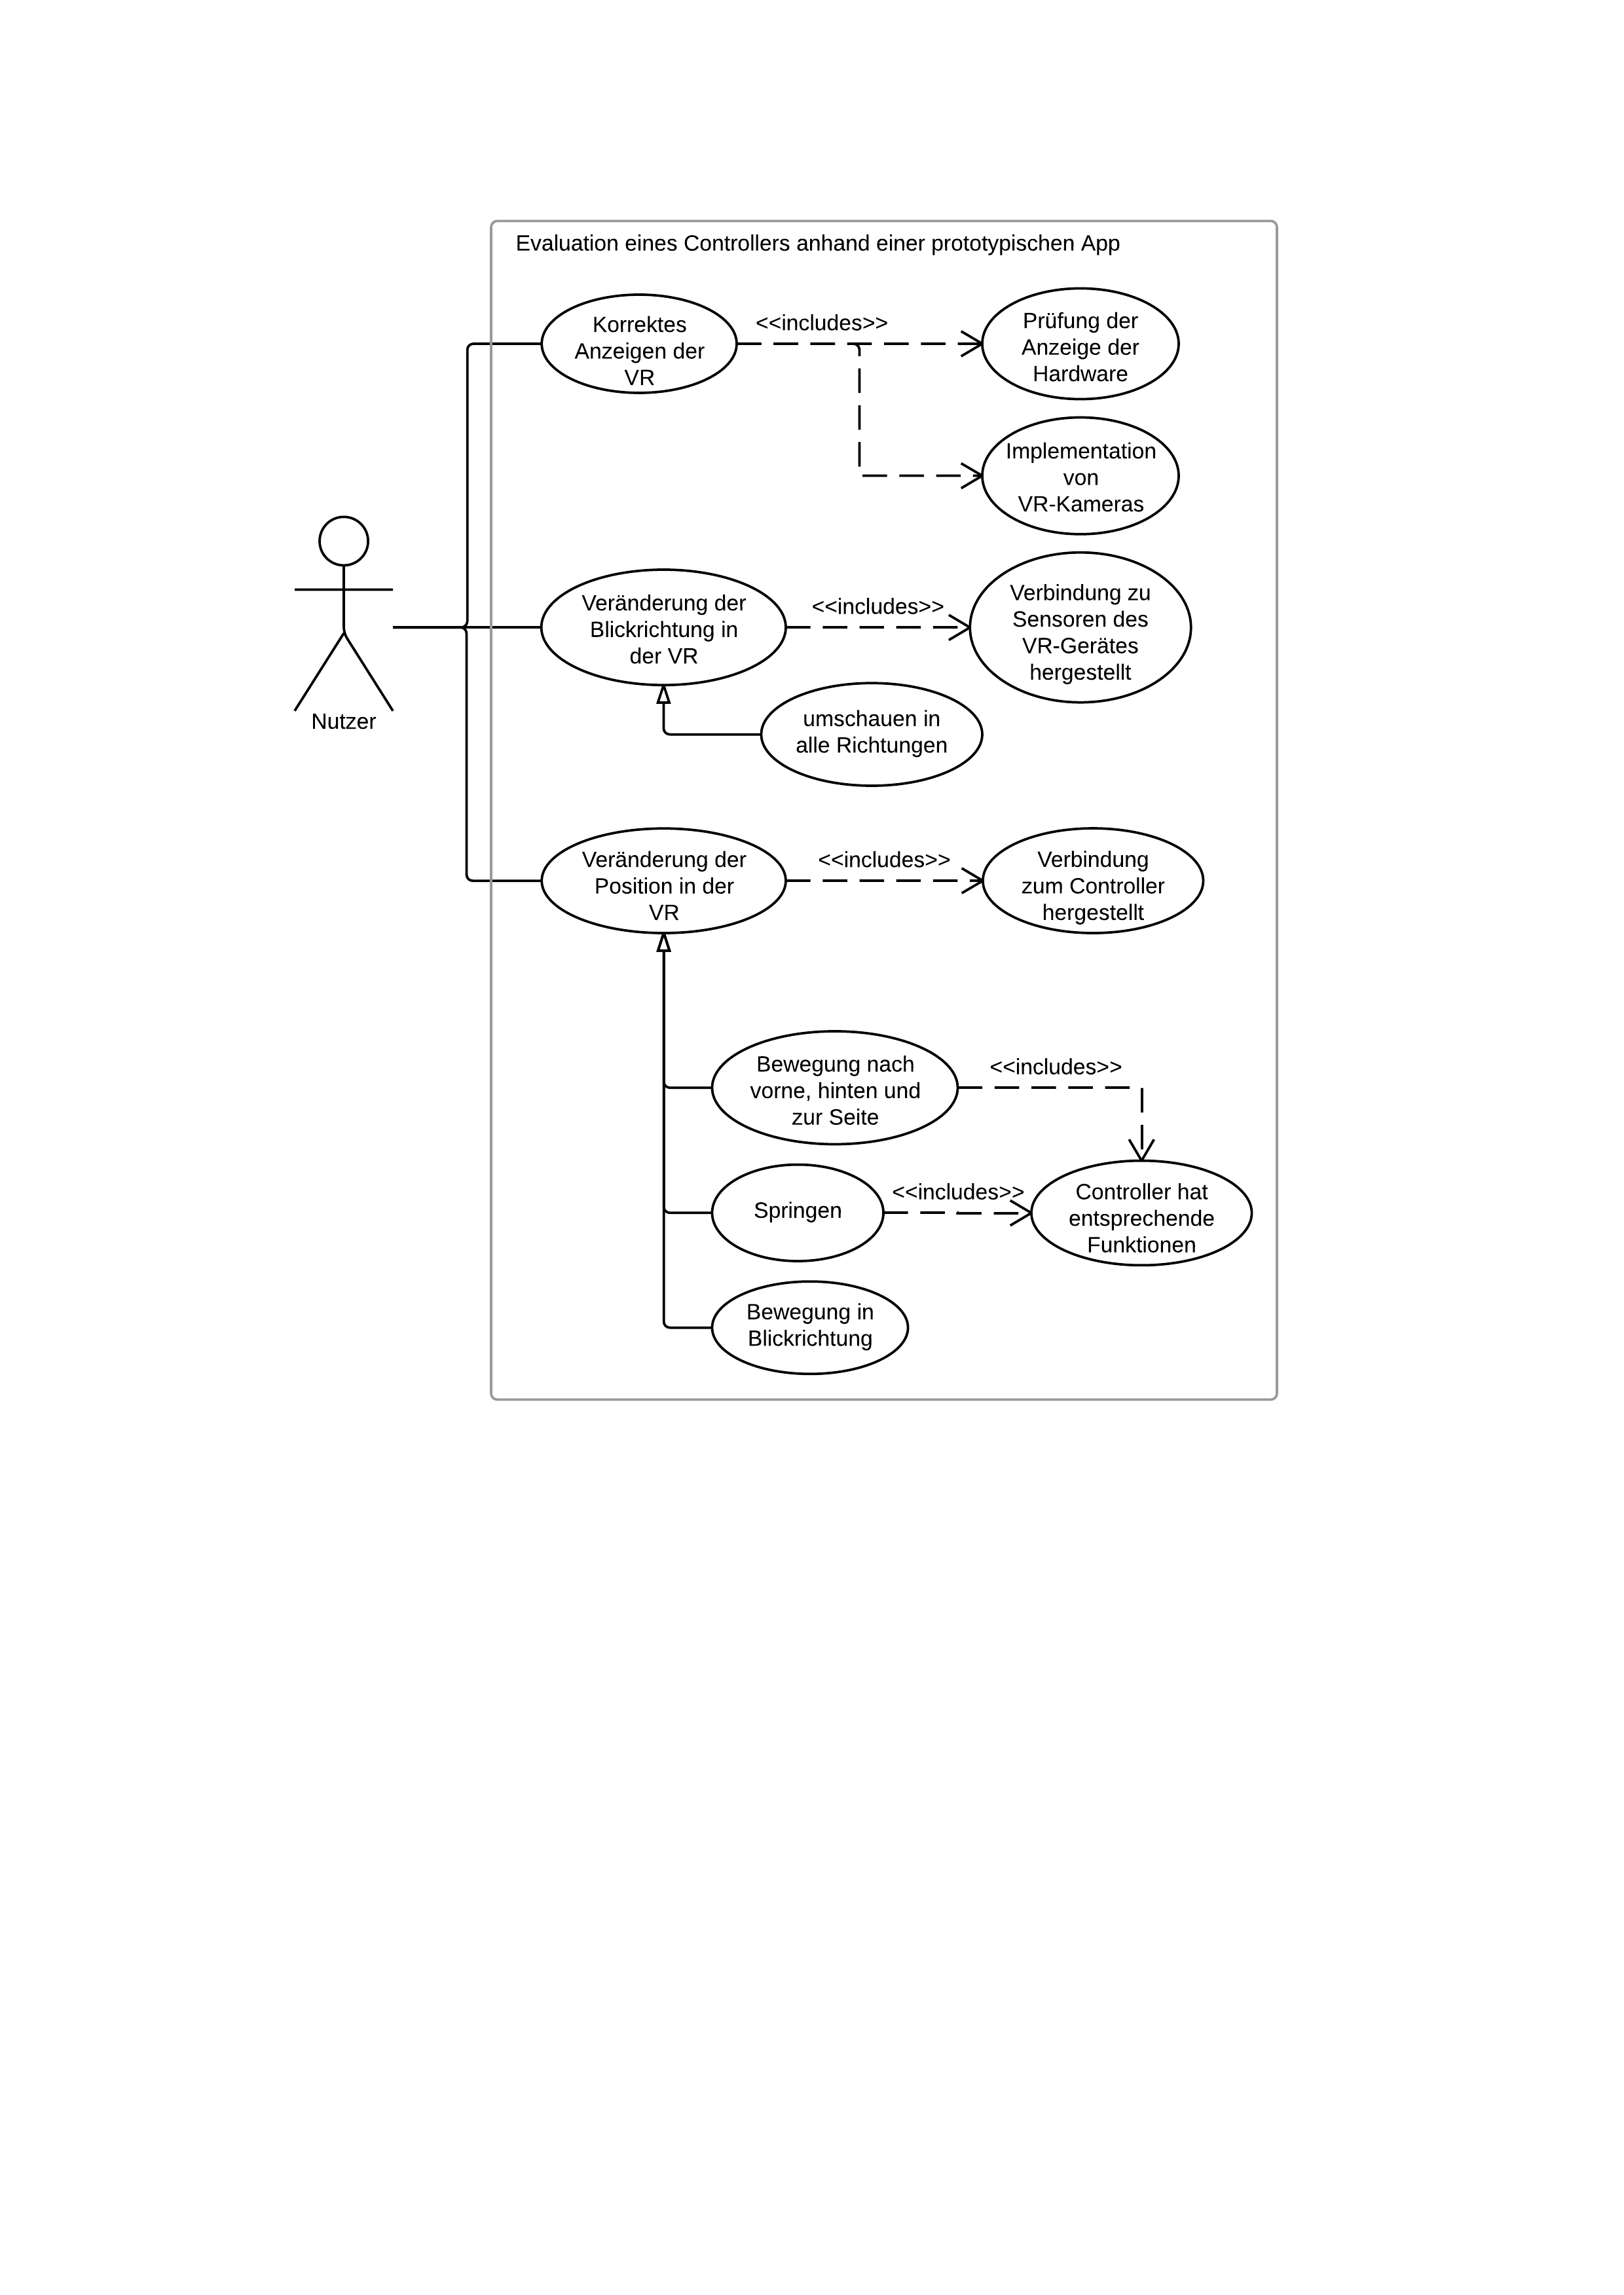 Evaluation eines Controllers anhand einer prototypischen App
Korrektes
Anzeigen der
VR
<<includes>>
Prüfung der
Anzeige der
Hardware
Implementation
von
VR-Kameras
Nutzer
Veränderung der
Blickrichtung in
der VR
<<includes>>
Verbindung zu
Sensoren des
VR-Gerätes
hergestellt
umschauen in
alle Richtungen
Veränderung der
Position in der
VR
<<includes>>
Verbindung
zum Controller
hergestellt
Bewegung nach
vorne, hinten und
zur Seite
<<includes>>
Springen
<<includes>>
Controller hat
entsprechende
Funktionen
Bewegung in
Blickrichtung